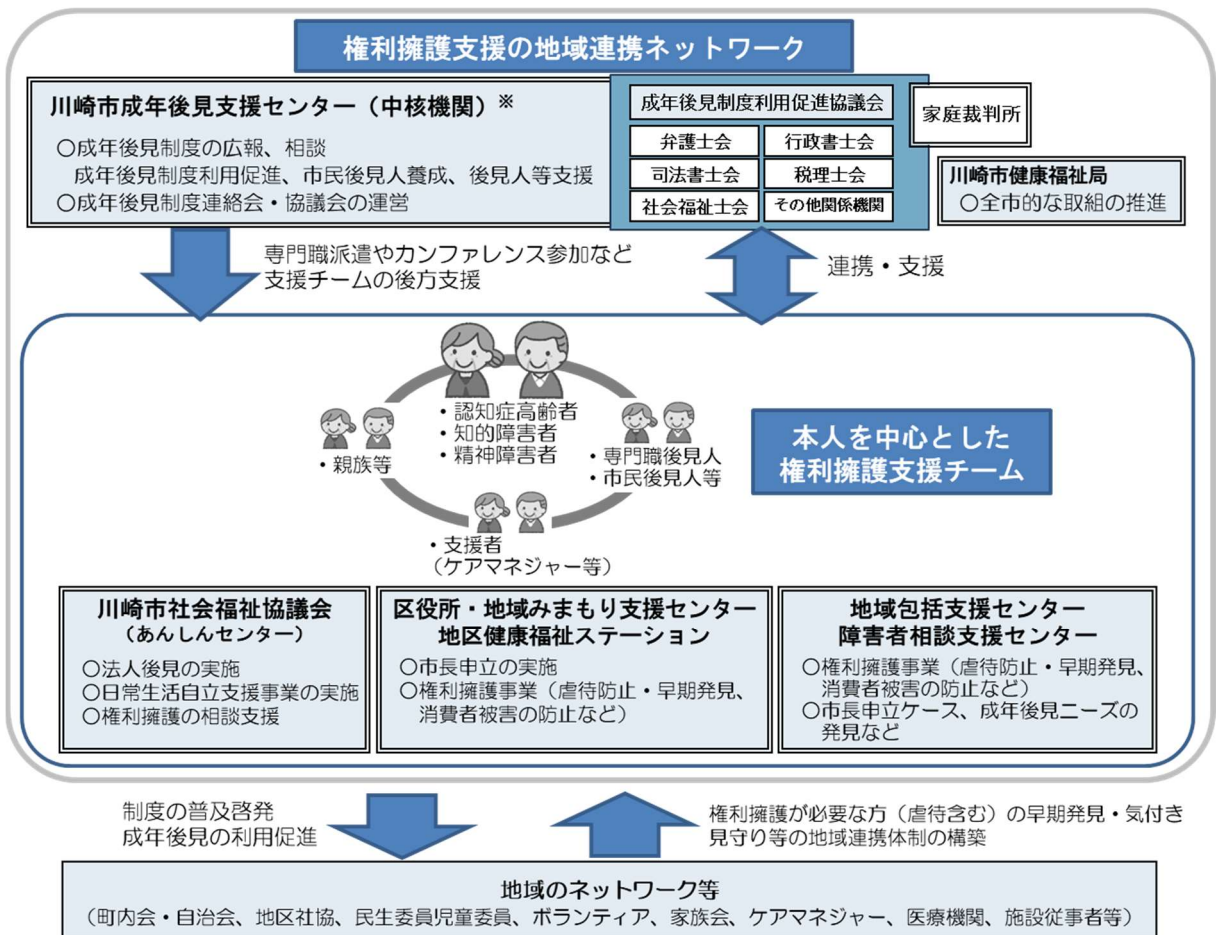 権利擁護支援の地域連携ネットワーク
川崎市成年後見支援センター（中核機関）※
○成年後見制度の広報、相談
成年後見制度利用促進、市民後見人養成、後見人等支援
○成年後見制度連絡会・協議会の運営
成年後見制度利用促進協議会
弁護士会
行政書士会
司法書士会
税理士会
社会福祉士会
その他関係機関
家庭裁判所
川崎市健康福祉局
○全市的な取組の推進
専門職派遣やカンファレンス参加など
支援チームの後方支援
連携・支援
・認知症高齢者
・知的障害者
・精神障害者
・親族等
・専門職後見人
・市民後見人等
・支援者
（ケアマネジャー等）
本人を中心とした
権利擁護支援チーム
川崎市社会福祉協議会
（あんしんセンター）
○法人後見の実施
○日常生活自立支援事業の実施
○権利擁護の相談支援
区役所・地域みまもり支援センター
地区健康福祉ステーション
○市長申立の実施
○権利擁護事業（虐待防止・早期発見、
消費者被害の防止など）
地域包括支援センター
障害者相談支援センター
○権利擁護事業（虐待防止・早期発見、
消費者被害の防止など）
○市長申立ケース、成年後見ニーズの
発見など
制度の普及啓発
成年後見の利用促進
権利擁護が必要な方（虐待含む）の早期発見・気付き
見守り等の地域連携体制の構築
地域のネットワーク等
（町内会・自治会、地区社協、民生委員児童委員、ボランティア、家族会、ケアマネジャー、医療機関、施設従事者等）